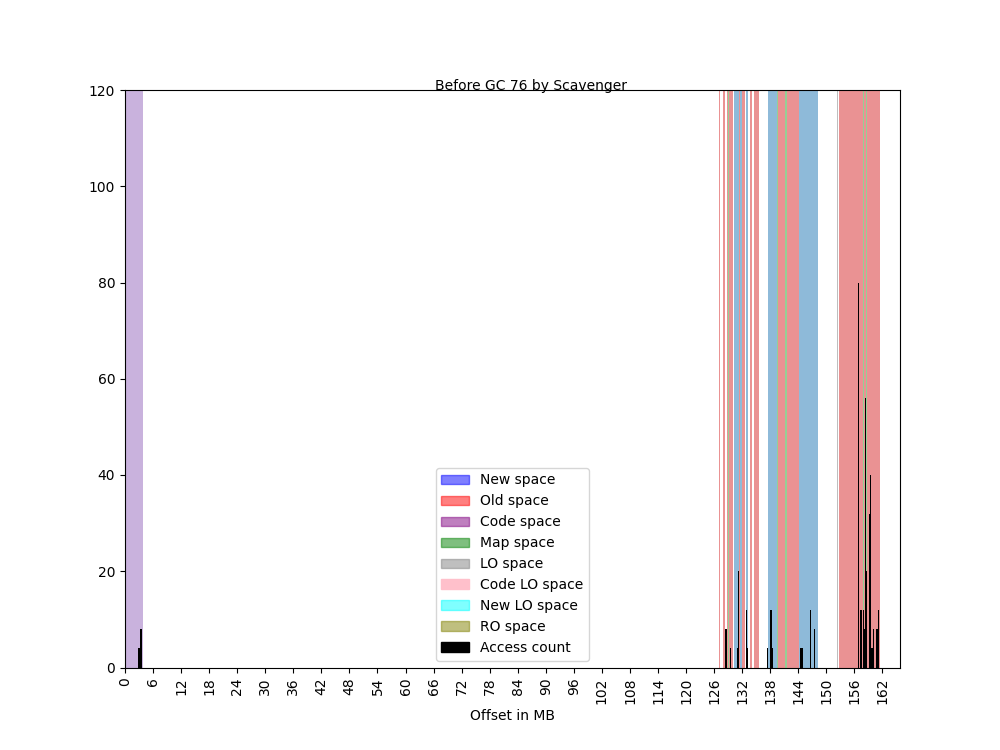 Before GC 76 by Scavenger
120
100
80
60
40
20
0
New space
Old space
Code space
Map space
LO space
Code LO space
New LO space
RO space
Access count
0 6 12 18 24 30 36 42 48 54 60 66 72 78 84 90 96 102 108 114 120 126 132 138 144 150 156 162
Offset in MB